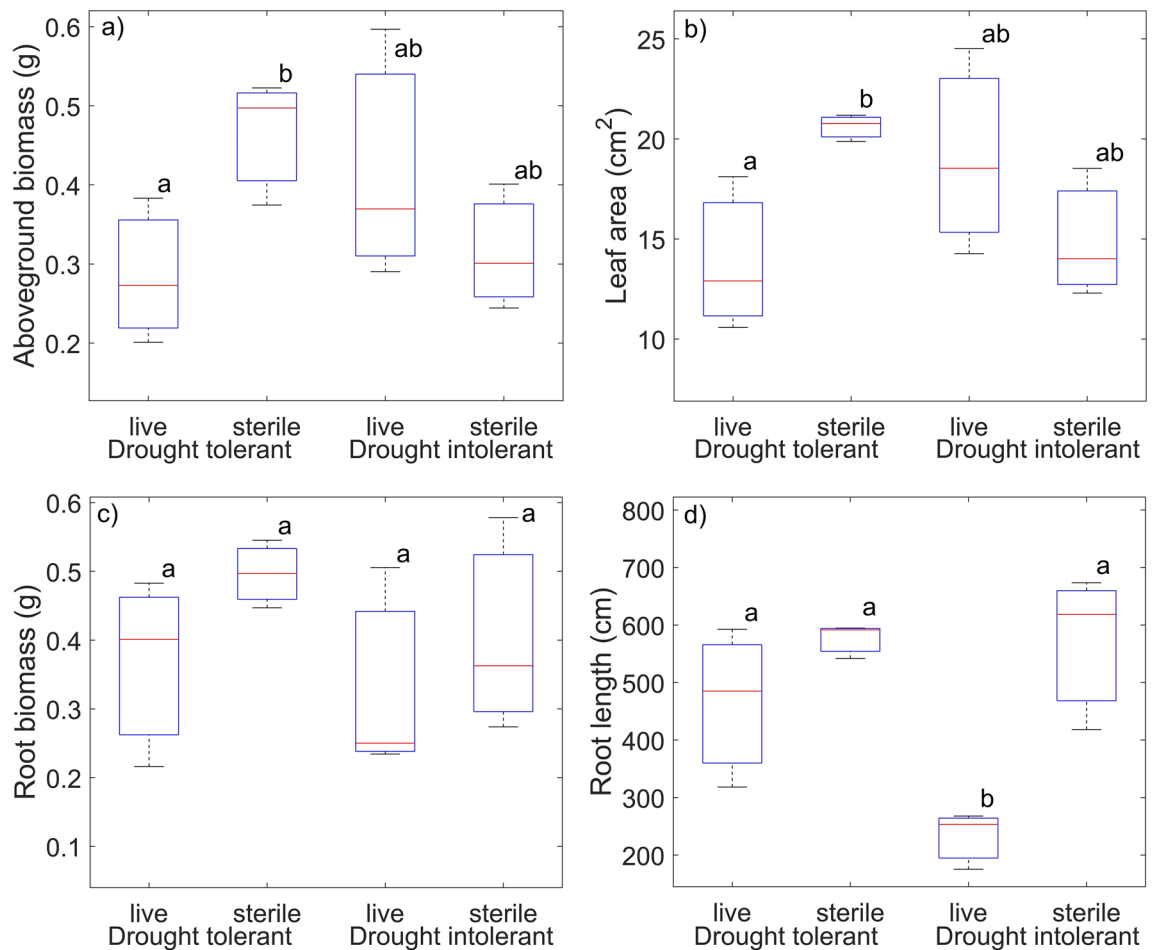 a)
Aboveground biomass (g)
0.6
0.5
0.4
0.3
0.2
a
b
ab
ab
live sterile live sterile
Drought tolerant Drought intolerant
b)
Leaf area (cm²)
25
20
15
10
a
b
ab
ab
live sterile live sterile
Drought tolerant Drought intolerant
c)
Root biomass (g)
0.6
0.5
0.4
0.3
0.2
0.1
a
a
a
a
live sterile live sterile
Drought tolerant Drought intolerant
d)
Root length (cm)
800
700
600
500
400
300
200
a
a
b
a
live sterile live sterile
Drought tolerant Drought intolerant